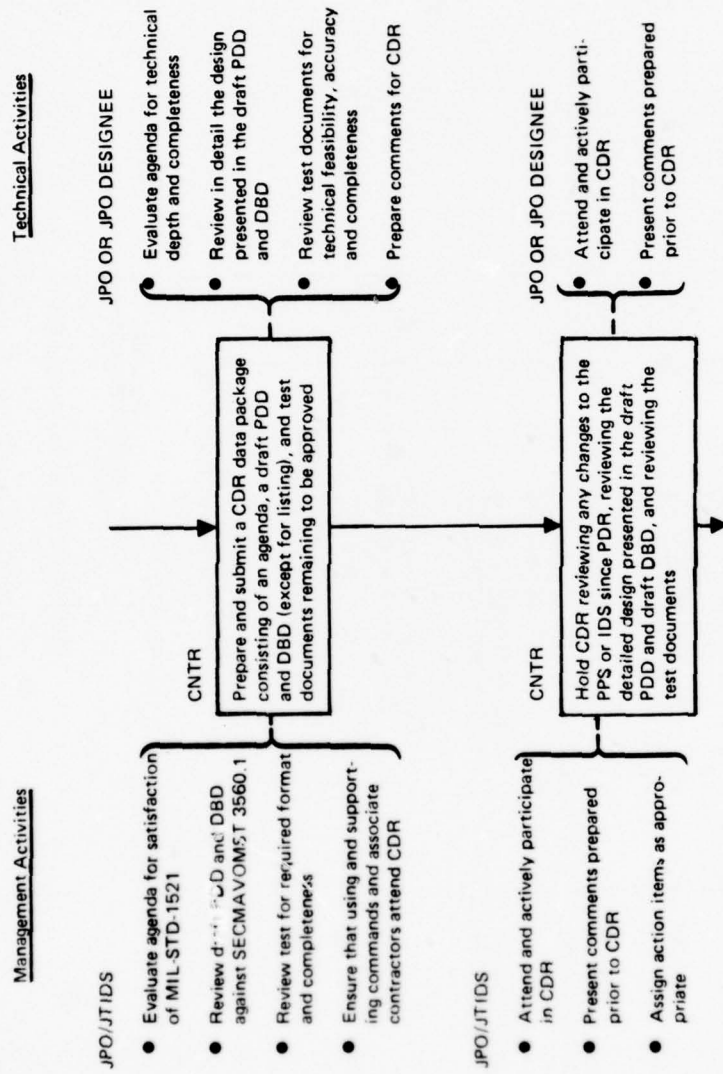 Management Activities
Technical Activities
JPO/JTIDS
● Evaluate agenda for satisfaction
of MIL-STD-1521
● Review PDD and DBD
against SECMAVOMST 3560.1
● Review test for required format
and completeness
● Ensure that using and support-
ing commands and associate
contractors attend CDR
CNTR
Prepare and submit a CDR data package
consisting of an agenda, a draft PDD
and DBD (except for listing), and test
documents remaining to be approved
JPO OR JPO DESIGNEE
● Evaluate agenda for technical
depth and completeness
● Review in detail the design
presented in the draft PDD
and DBD
● Review test documents for
technical feasibility, accuracy
and completeness
● Prepare comments for CDR
JPO/JTIDS
● Attend and actively participate
in CDR
● Present comments prepared
prior to CDR
● Assign action items as appro-
priate
CNTR
Hold CDR reviewing any changes to the
PPS or IDS since PDR, reviewing the
detailed design presented in the draft
PDD and draft DBD, and reviewing the
test documents
JPO OR JPO DESIGNEE
● Attend and actively parti-
cipate in CDR
● Present comments prepared
prior to CDR